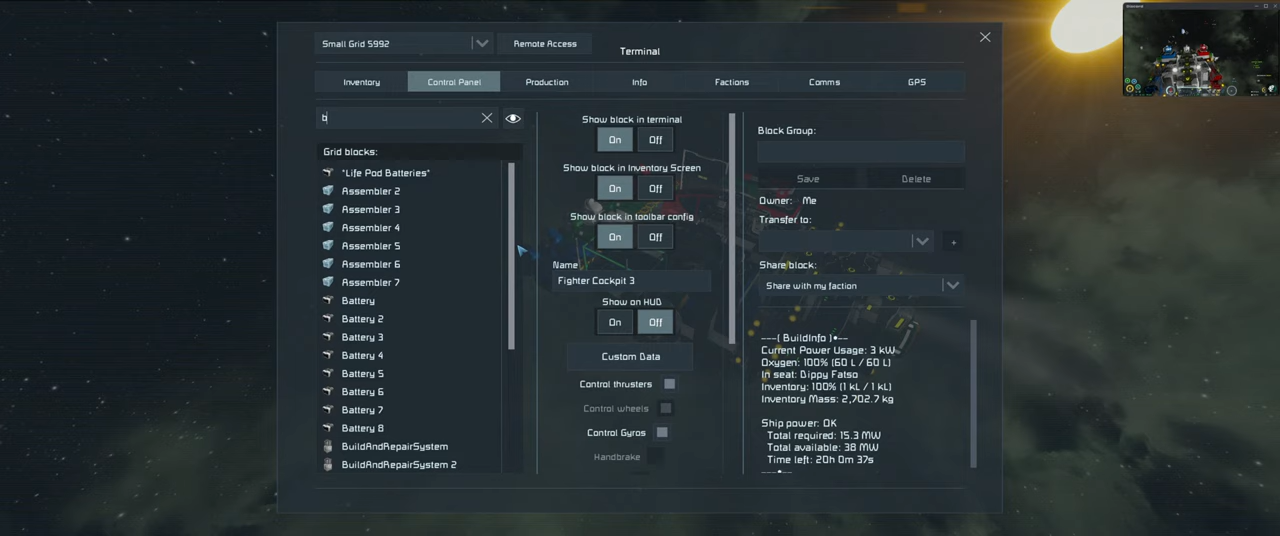 Small Grid 5992
Remote Access
Terminal
Inventory
Control Panel
Production
Info
Factions
Comms
GPS
b
Grid blocks:
*Life Pod Batteries*
Assembler 2
Assembler 3
Assembler 4
Assembler 5
Assembler 6
Assembler 7
Battery
Battery 2
Battery 3
Battery 4
Battery 5
Battery 6
Battery 7
Battery 8
BuildAndRepairSystem
BuildAndRepairSystem 2
Show block in terminal
On Off
Show block in Inventory Screen
On Off
Show block in toolbar config
On Off
Name
Fighter Cockpit 3
Show on HUD
On Off
Custom Data
Control thrusters
Control wheels
Control Gyros
Handbrake
Block Group:
Save Delete
Owner: Me
Transfer to:
+
Share block:
Share with my faction
---[ BuildInfo ]•--
Current Power Usage: 3 kW
Oxygen: 100% (60 L / 60 L)
In seat: Dippy Fatso
Inventory: 100% (1 kL / 1 kL)
Inventory Mass: 2,702.7 kg
Ship power: OK
Total required: 15.3 MW
Total available: 38 MW
Time left: 20h 0m 37s